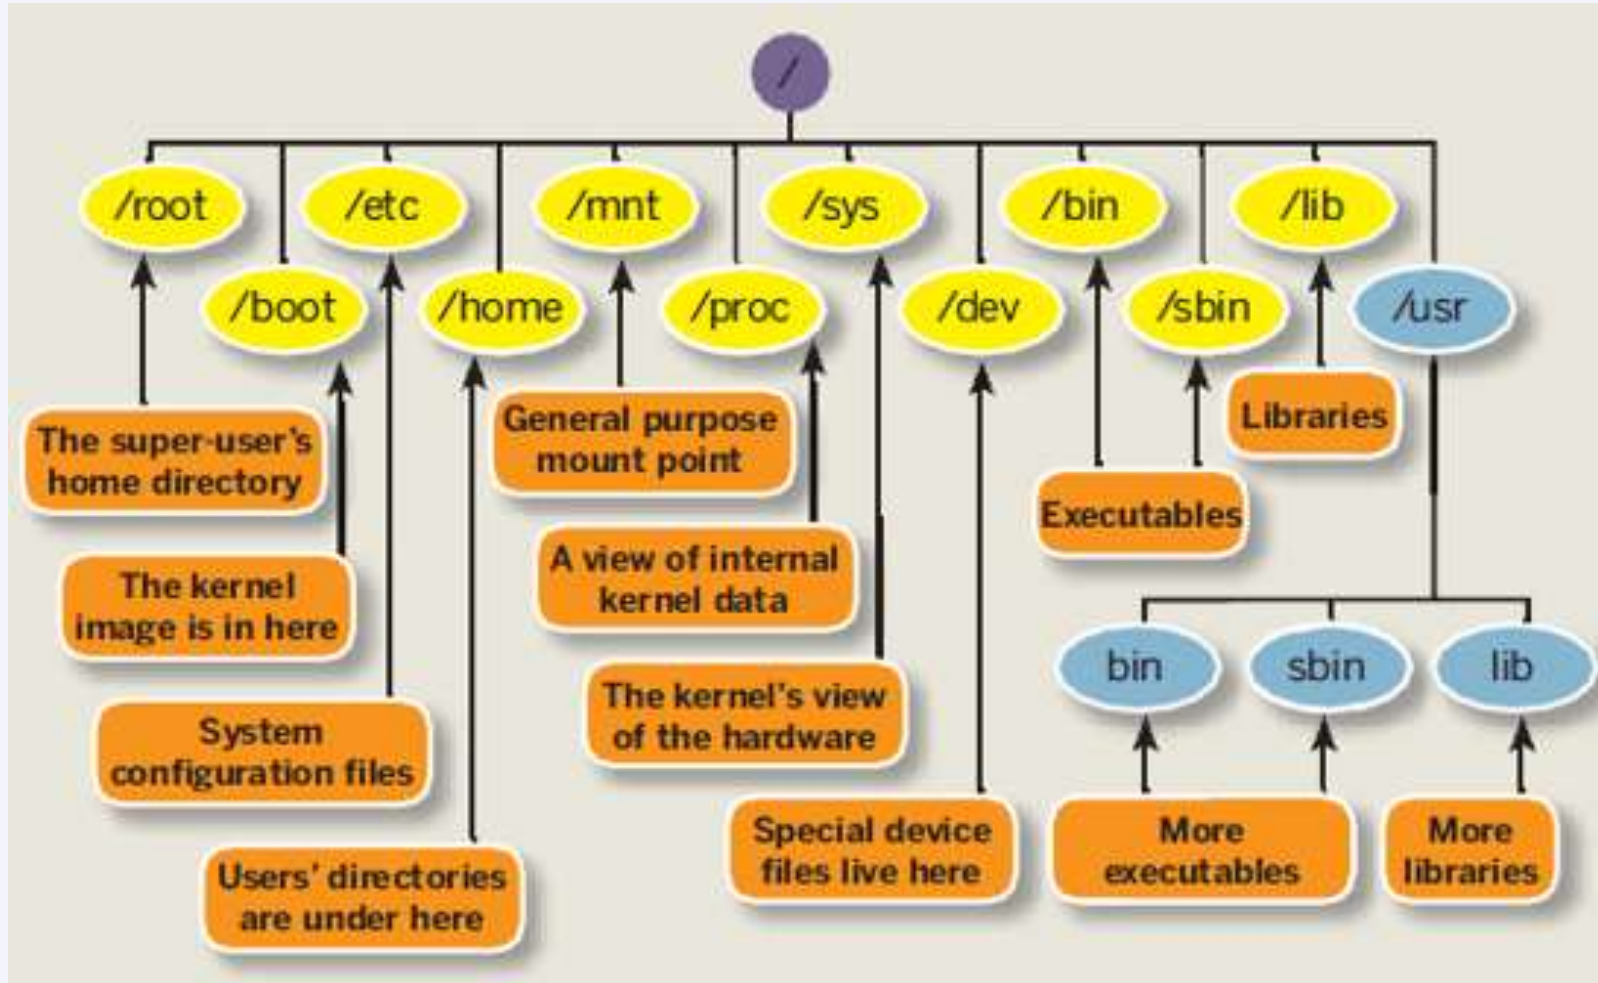 /
/root
/etc
/mnt
/sys
/bin
/lib
/boot
/home
/proc
/dev
/sbin
/usr
The super-user's
home directory
General purpose
mount point
Libraries
Executables
The kernel
image is in here
A view of internal
kernel data
bin
sbin
lib
System
configuration files
The kernel's view
of the hardware
Special device
files live here
More
executables
More
libraries
Users' directories
are under here